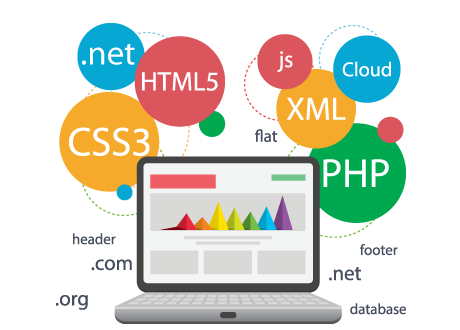 .net
HTML5
CSS3
js
Cloud
XML
flat
PHP
header
.com
.org
footer
.net
database